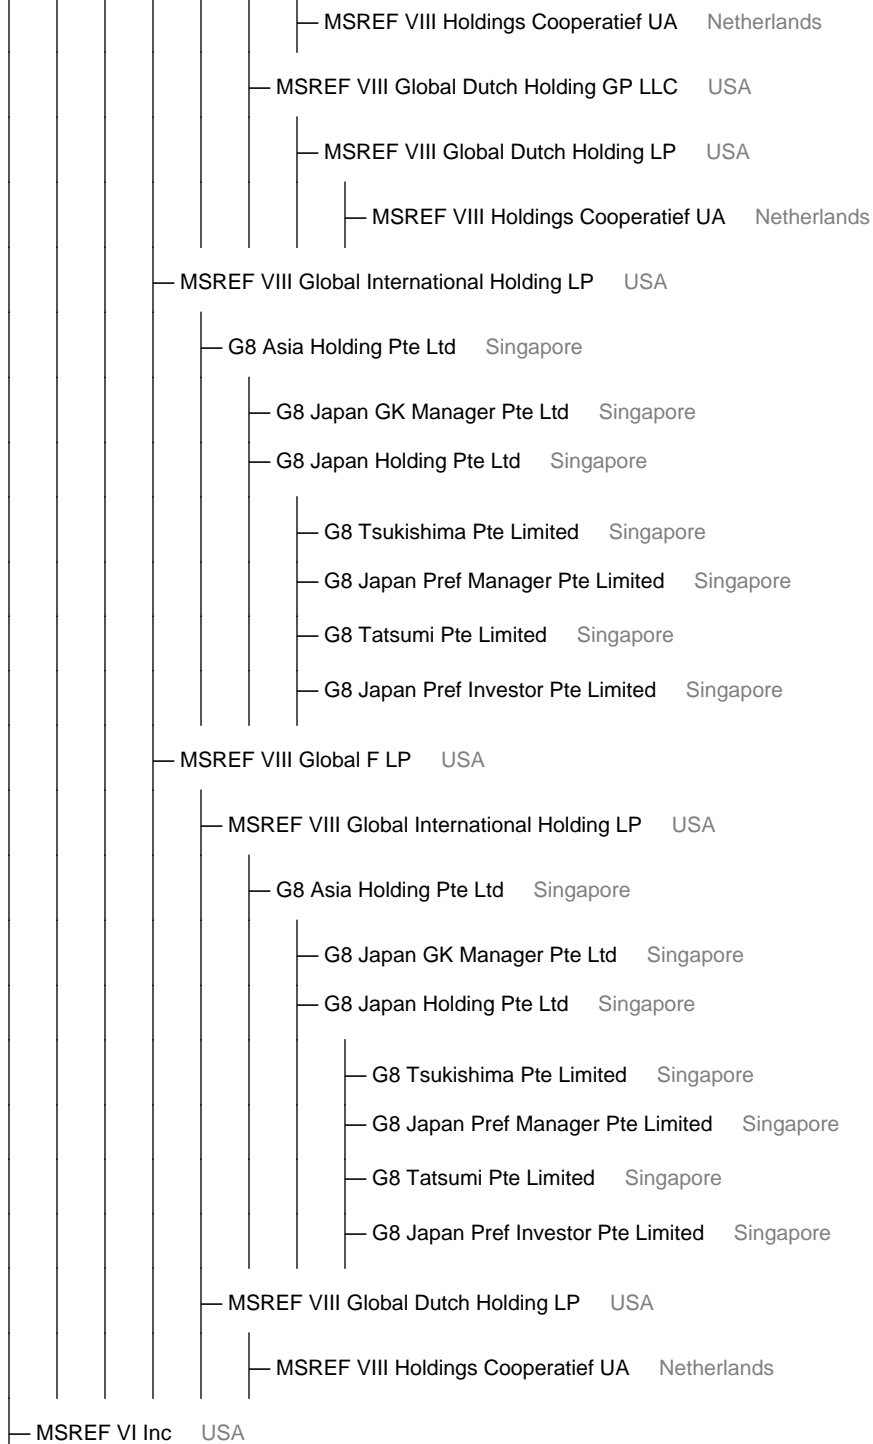 MSREF VIII Holdings Cooperatief UA Netherlands
MSREF VIII Global Dutch Holding GP LLC USA
MSREF VIII Global Dutch Holding LP USA
MSREF VIII Holdings Cooperatief UA Netherlands
MSREF VIII Global International Holding LP USA
G8 Asia Holding Pte Ltd Singapore
G8 Japan GK Manager Pte Ltd Singapore
G8 Japan Holding Pte Ltd Singapore
G8 Tsukishima Pte Limited Singapore
G8 Japan Pref Manager Pte Limited Singapore
G8 Tatsumi Pte Limited Singapore
G8 Japan Pref Investor Pte Limited Singapore
MSREF VIII Global F LP USA
MSREF VIII Global International Holding LP USA
G8 Asia Holding Pte Ltd Singapore
G8 Japan GK Manager Pte Ltd Singapore
G8 Japan Holding Pte Ltd Singapore
G8 Tsukishima Pte Limited Singapore
G8 Japan Pref Manager Pte Limited Singapore
G8 Tatsumi Pte Limited Singapore
G8 Japan Pref Investor Pte Limited Singapore
MSREF VIII Global Dutch Holding LP USA
MSREF VIII Holdings Cooperatief UA Netherlands
MSREF VI Inc USA